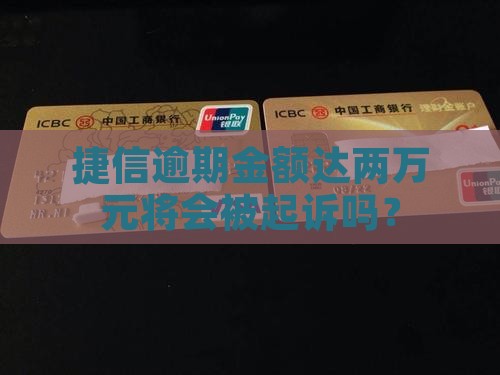 ICBC 中国工商银行
UnionPay
银联
ICBC 中国工商银行 理财金账户
捷信逾期金额达两万
元将会被起诉吗？
UnionPay
银联